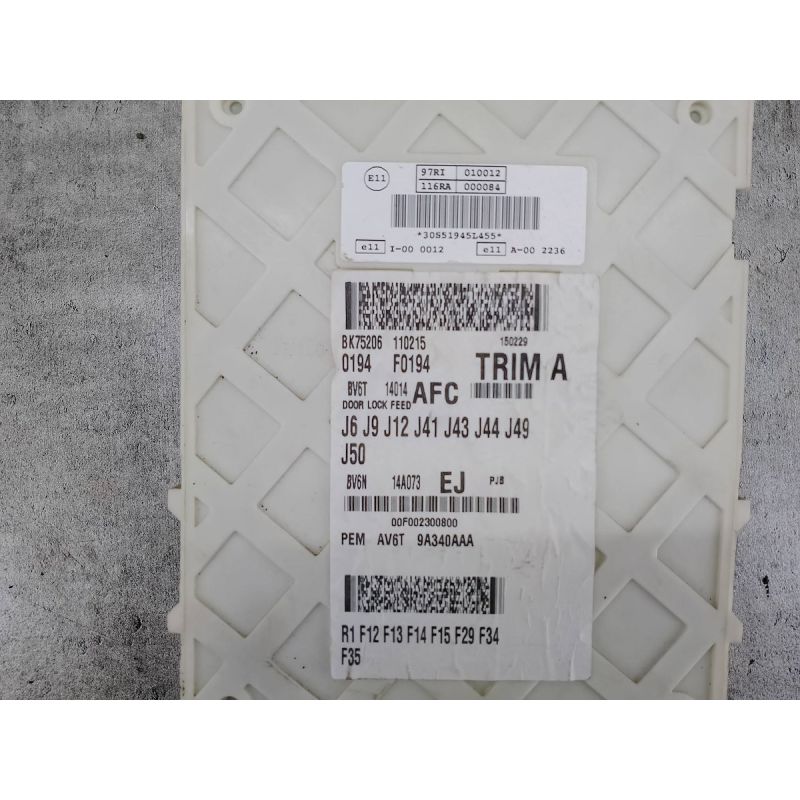 E11 97RI 010012
116RA 000084
*30S51945L455*
e11 I-00 0012 e11 A-00 2236
BK75206 110215 150229
0194 F0194 TRIM A
BV6T 14014 AFC
DOOR LOCK FEED
J6 J9 J12 J41 J43 J44 J49
J50
BV6N 14A073 EJ PJB
00F002300800
PEM AV6T 9A340AAA
R1 F12 F13 F14 F15 F29 F34
F35